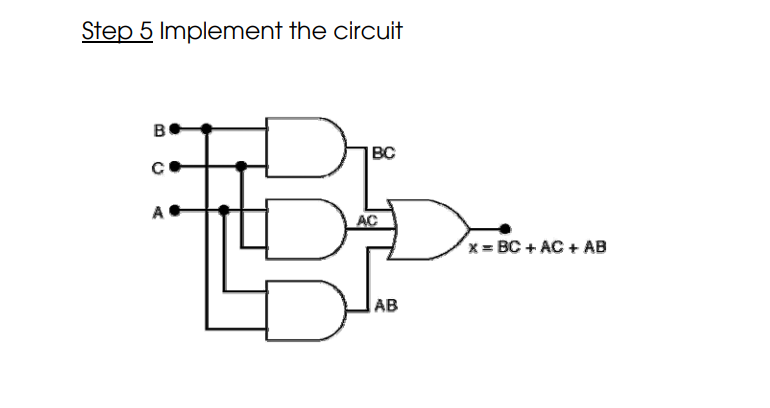 Step 5 Implement the circuit
B
BC
C
A
AC
x = BC + AC + AB
AB